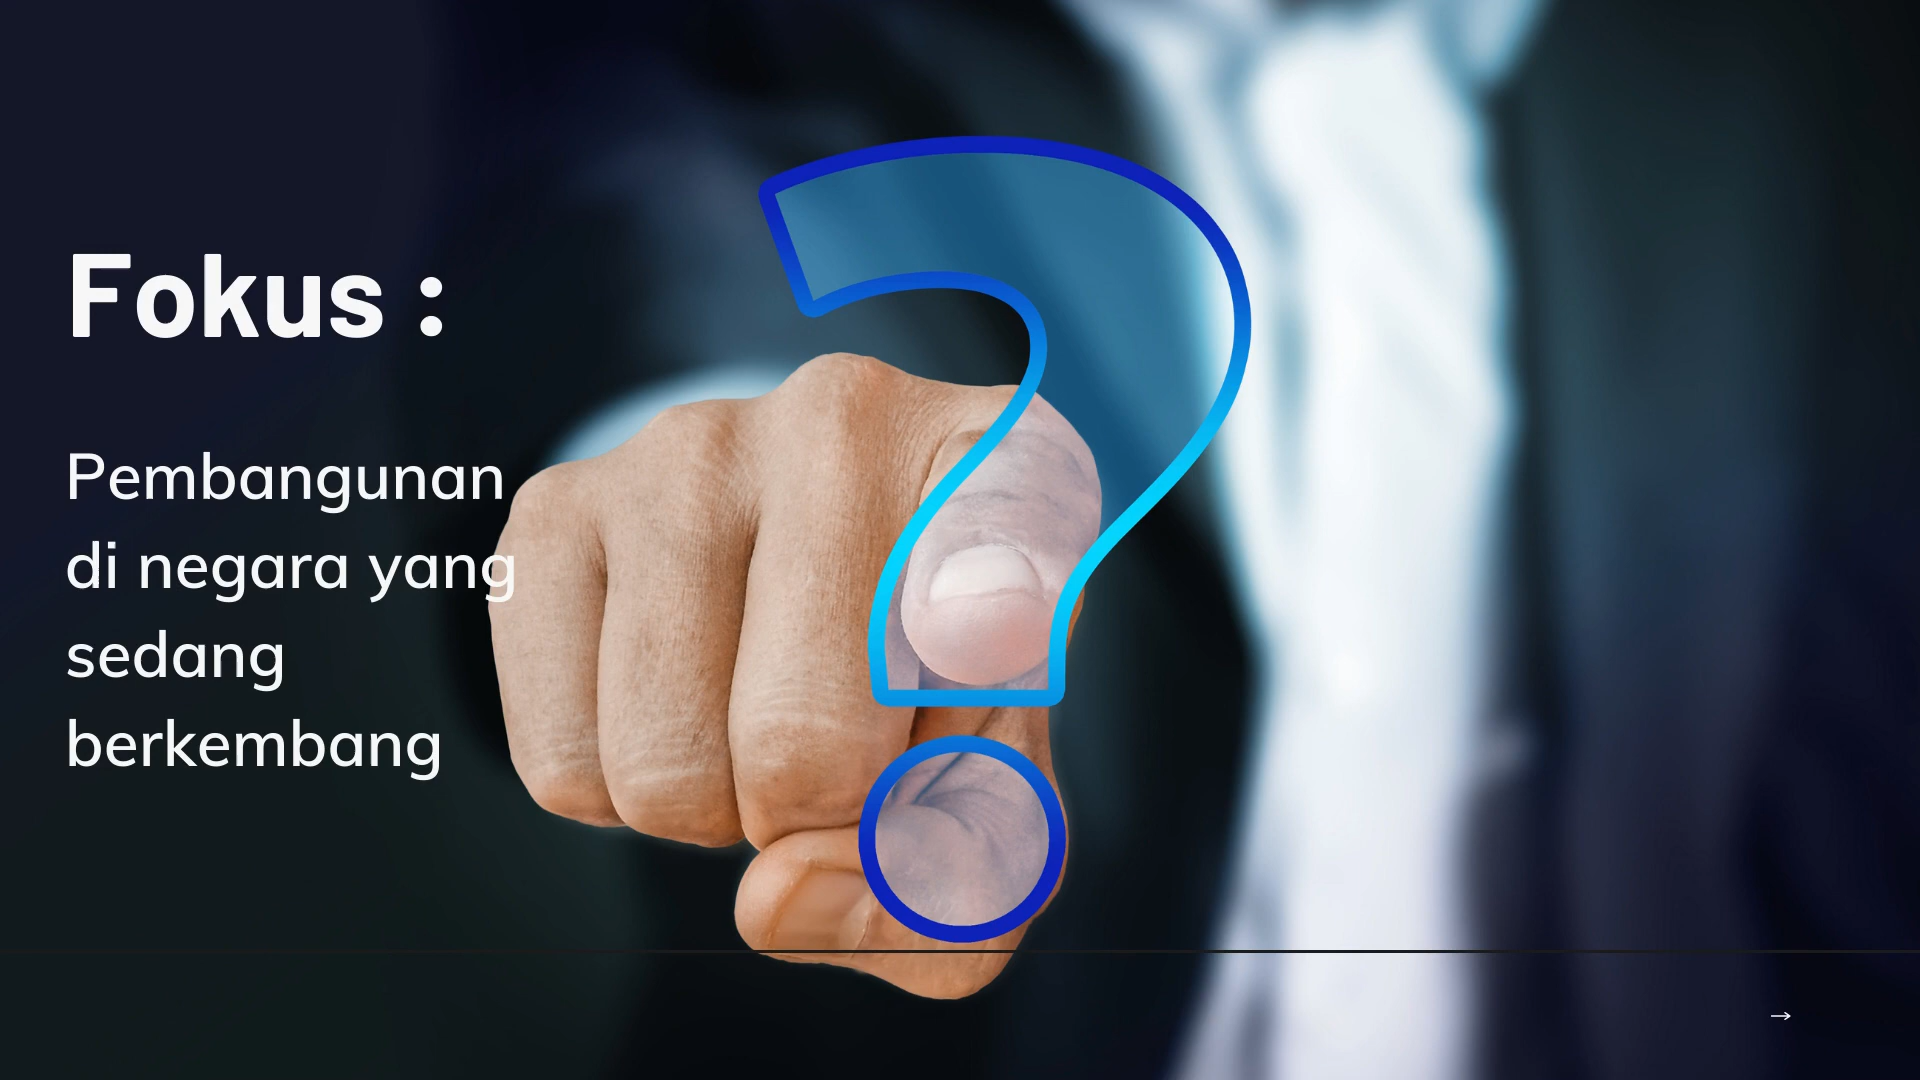 Fokus :
Pembangunan
di negara yang
sedang
berkembang
→